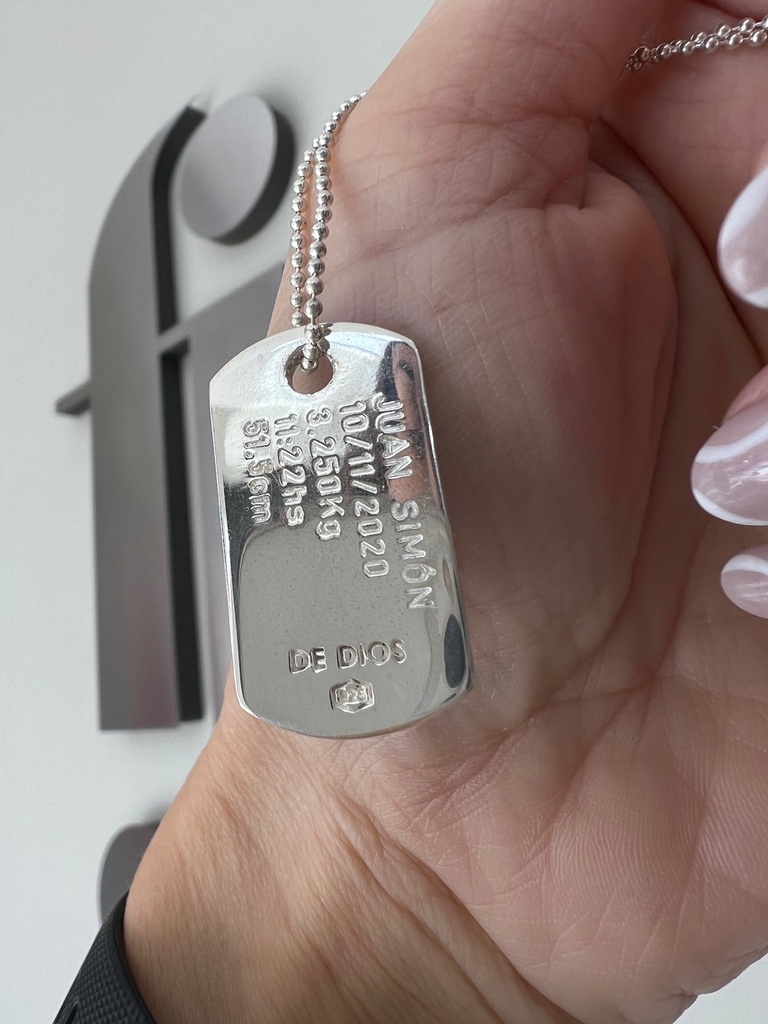 JUAN SIMÓN
10/11/2020
3.250Kg
11:22hs
51.5cm
DE DIOS
925